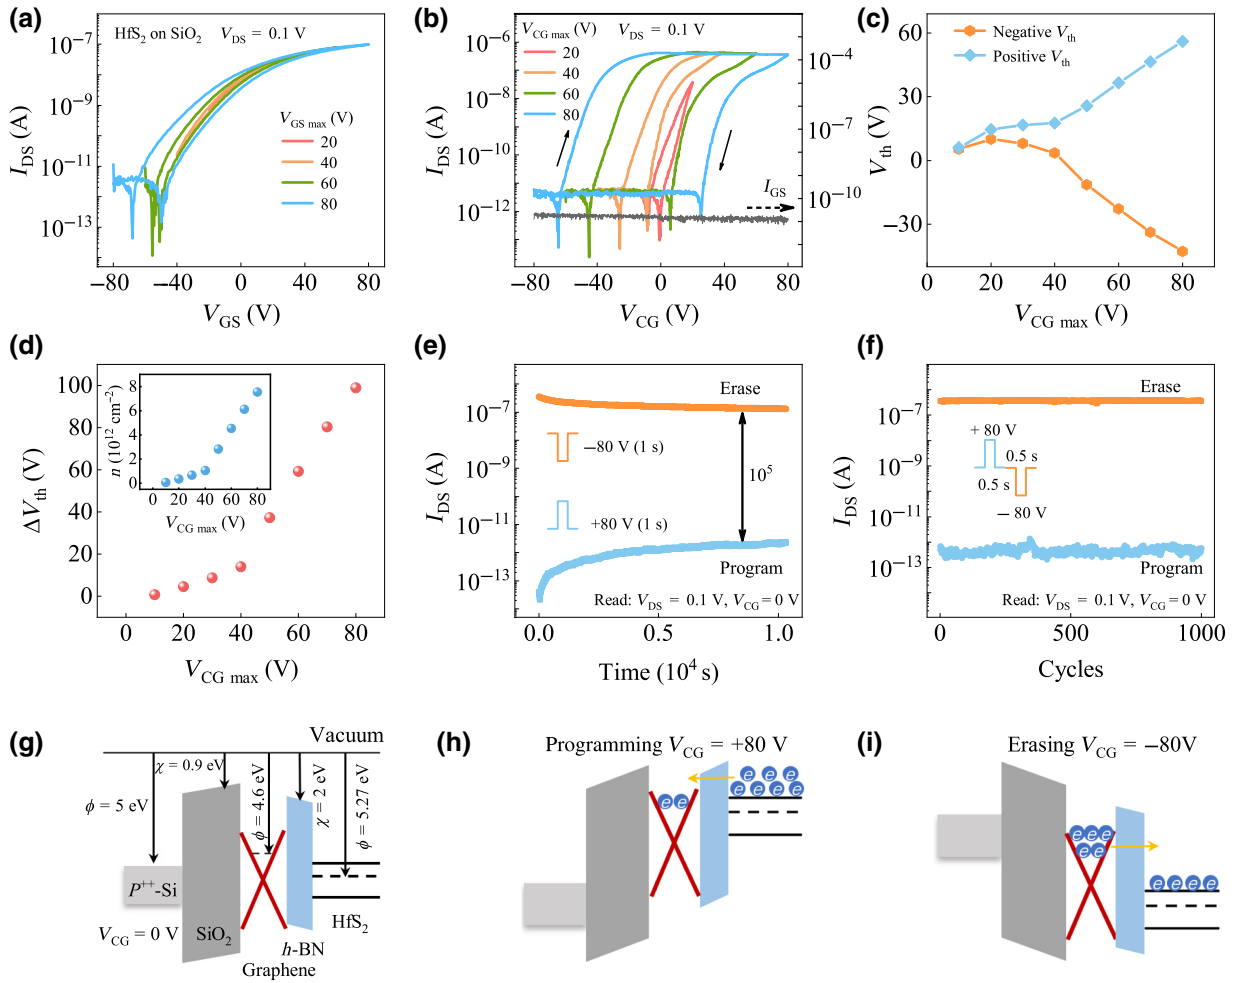 (a)
HfS2 on SiO2 VDS = 0.1 V
10⁻⁷
10⁻⁹
10⁻¹¹
10⁻¹³
IDS (A)
VGS max (V)
20
40
60
80
−80 −40 0 40 80
VGS (V)
(b)
VCG max (V) VDS = 0.1 V
20
40
60
80
10⁻⁶
10⁻⁸
10⁻¹⁰
10⁻¹²
IDS (A)
10⁻⁴
10⁻⁷
10⁻¹⁰
IGS (A)
IGS
−80 −40 0 40 80
VCG (V)
(c)
Negative Vth
Positive Vth
60
30
0
−30
Vth (V)
0 20 40 60 80
VCG max (V)
(d)
100
80
60
40
20
0
ΔVth (V)
8
6
4
2
0
n (10¹² cm⁻²)
0 20 40 60 80
VCG max (V)
0 20 40 60 80
VCG max (V)
(e)
Erase
10⁻⁷
10⁻⁹
10⁻¹¹
10⁻¹³
IDS (A)
−80 V (1 s)
+80 V (1 s)
10⁵
Program
Read: VDS = 0.1 V, VCG = 0 V
0.0 0.5 1.0
Time (10⁴ s)
(f)
Erase
10⁻⁷
10⁻⁹
10⁻¹¹
10⁻¹³
IDS (A)
+ 80 V
0.5 s
0.5 s
− 80 V
Program
Read: VDS = 0.1 V, VCG = 0 V
0 500 1000
Cycles
(g)
Vacuum
χ = 0.9 eV
ϕ = 5 eV
ϕ = 4.6 eV
χ = 2 eV
ϕ = 5.27 eV
P⁺⁺-Si
VCG = 0 V
SiO2
HfS2
h-BN
Graphene
(h)
Programming VCG = +80 V
e e e
e e e e
e e
(i)
Erasing VCG = −80V
e e e
e e
e e e e